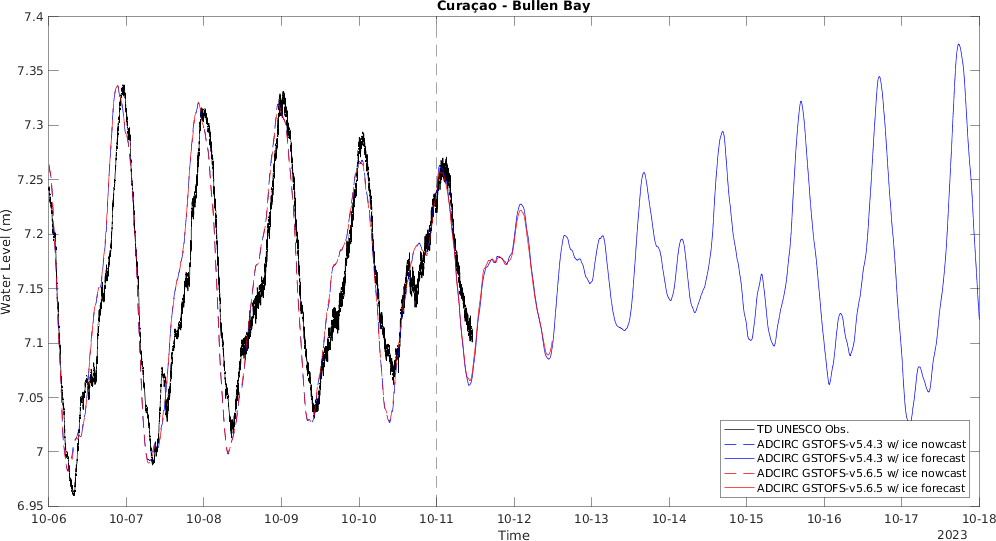 Curaçao - Bullen Bay
Water Level (m)
7.4
7.35
7.3
7.25
7.2
7.15
7.1
7.05
7
6.95
TD UNESCO Obs.
ADCIRC GSTOFS-v5.4.3 w/ ice nowcast
ADCIRC GSTOFS-v5.4.3 w/ ice forecast
ADCIRC GSTOFS-v5.6.5 w/ ice nowcast
ADCIRC GSTOFS-v5.6.5 w/ ice forecast
10-06 10-07 10-08 10-09 10-10 10-11 10-12 10-13 10-14 10-15 10-16 10-17 10-18
Time
2023